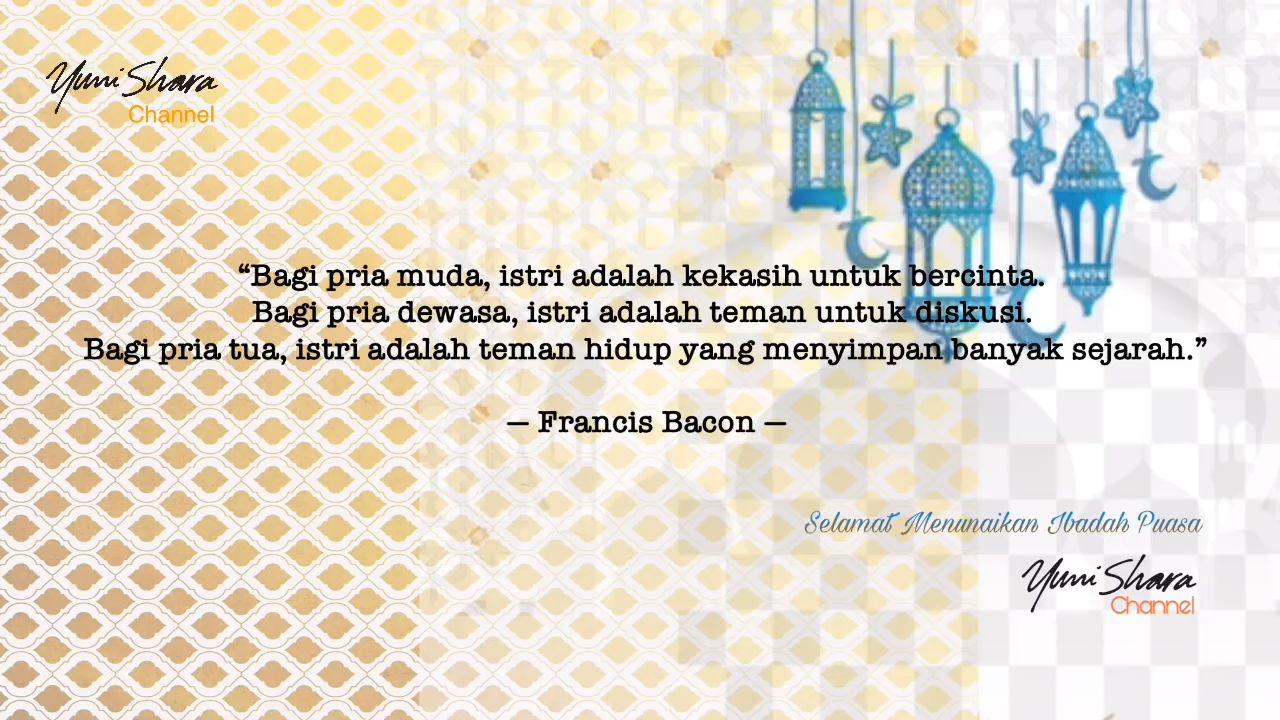 Yuni Shara
Channel
“Bagi pria muda, istri adalah kekasih untuk bercinta.
Bagi pria dewasa, istri adalah teman untuk diskusi.
Bagi pria tua, istri adalah teman hidup yang menyimpan banyak sejarah.”
— Francis Bacon —
Selamat Menunaikan Ibadah Puasa
Yuni Shara
Channel